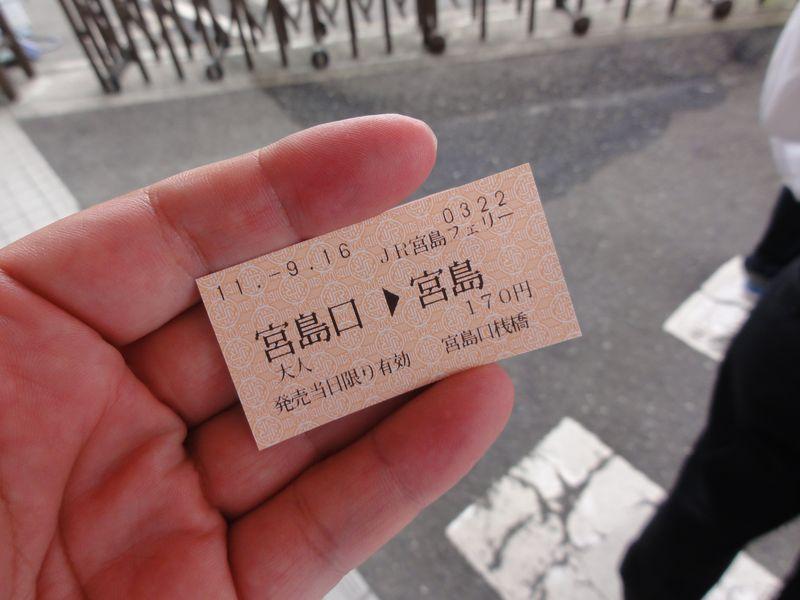 0322
11.-9.16 JR宮島フェリー
宮島口▶宮島
大人 170円
発売当日限り有効 宮島口桟橋